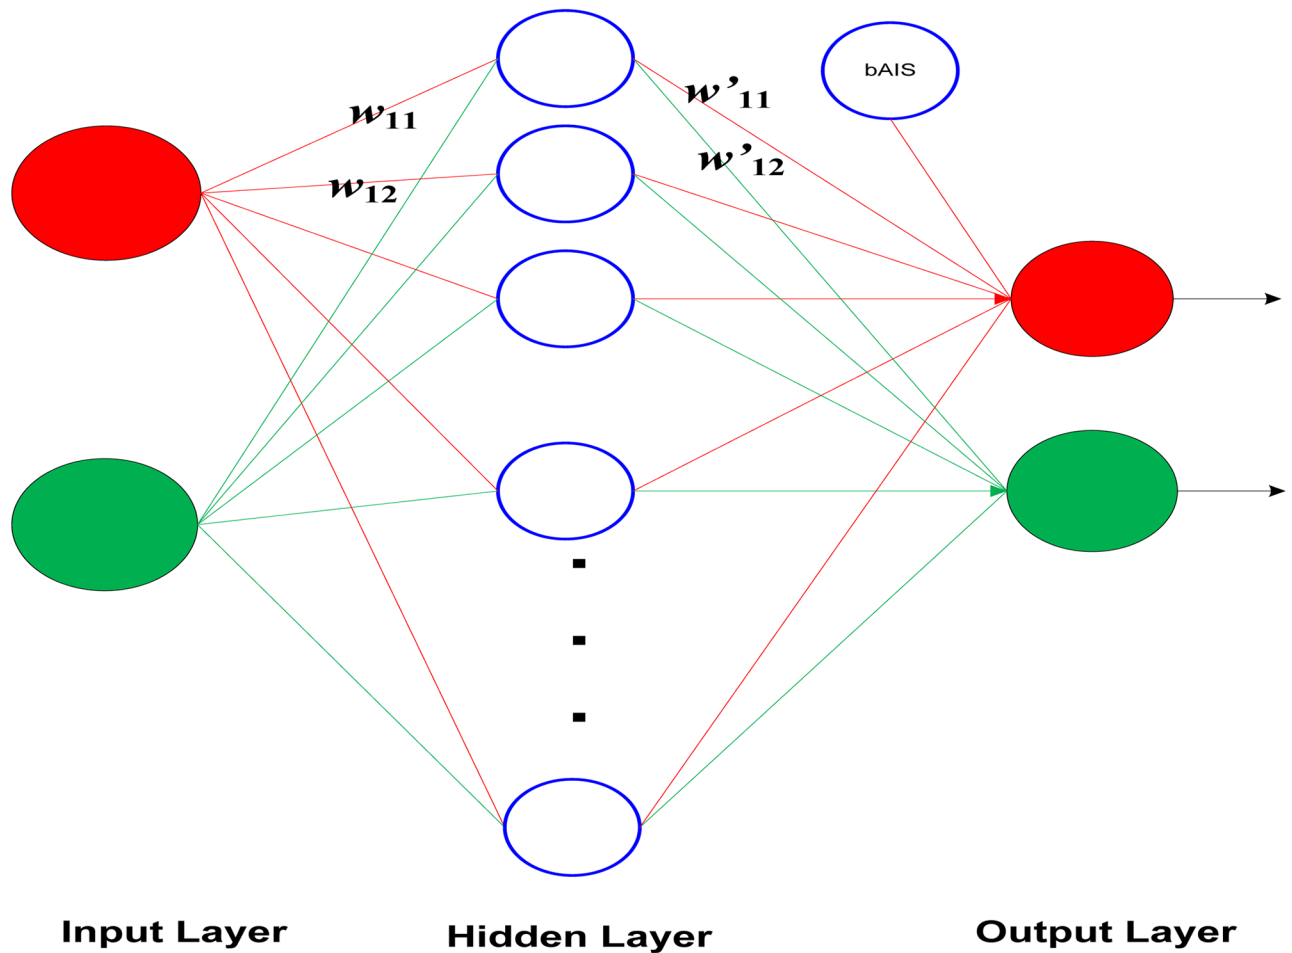 bAIS
w'11
w11
w'12
w12
Input Layer
Hidden Layer
Output Layer